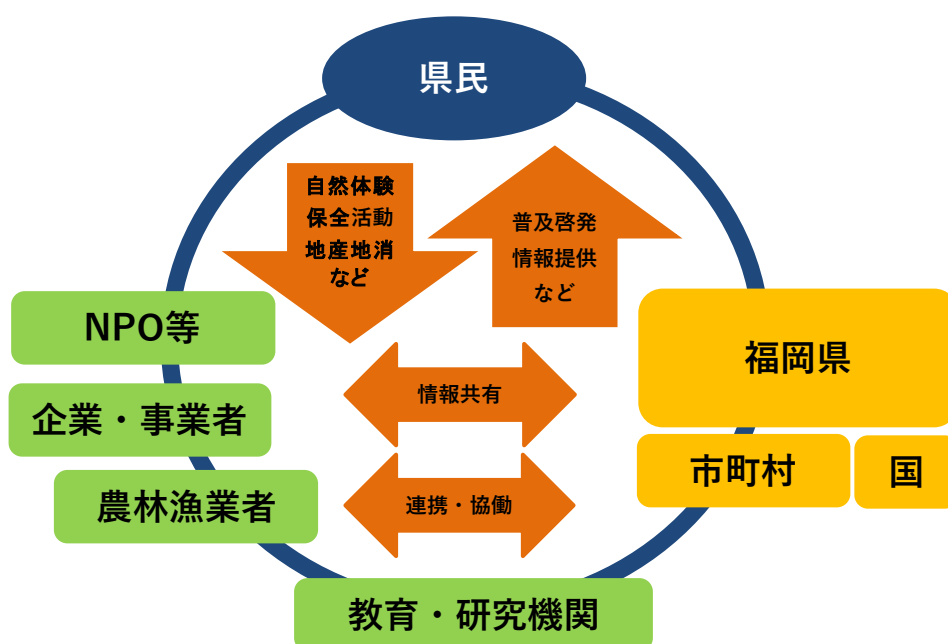 県民
自然体験
保全活動
地産地消
など
普及啓発
情報提供
など
NPO等
企業・事業者
農林漁業者
情報共有
連携・協働
福岡県
市町村
国
教育・研究機関